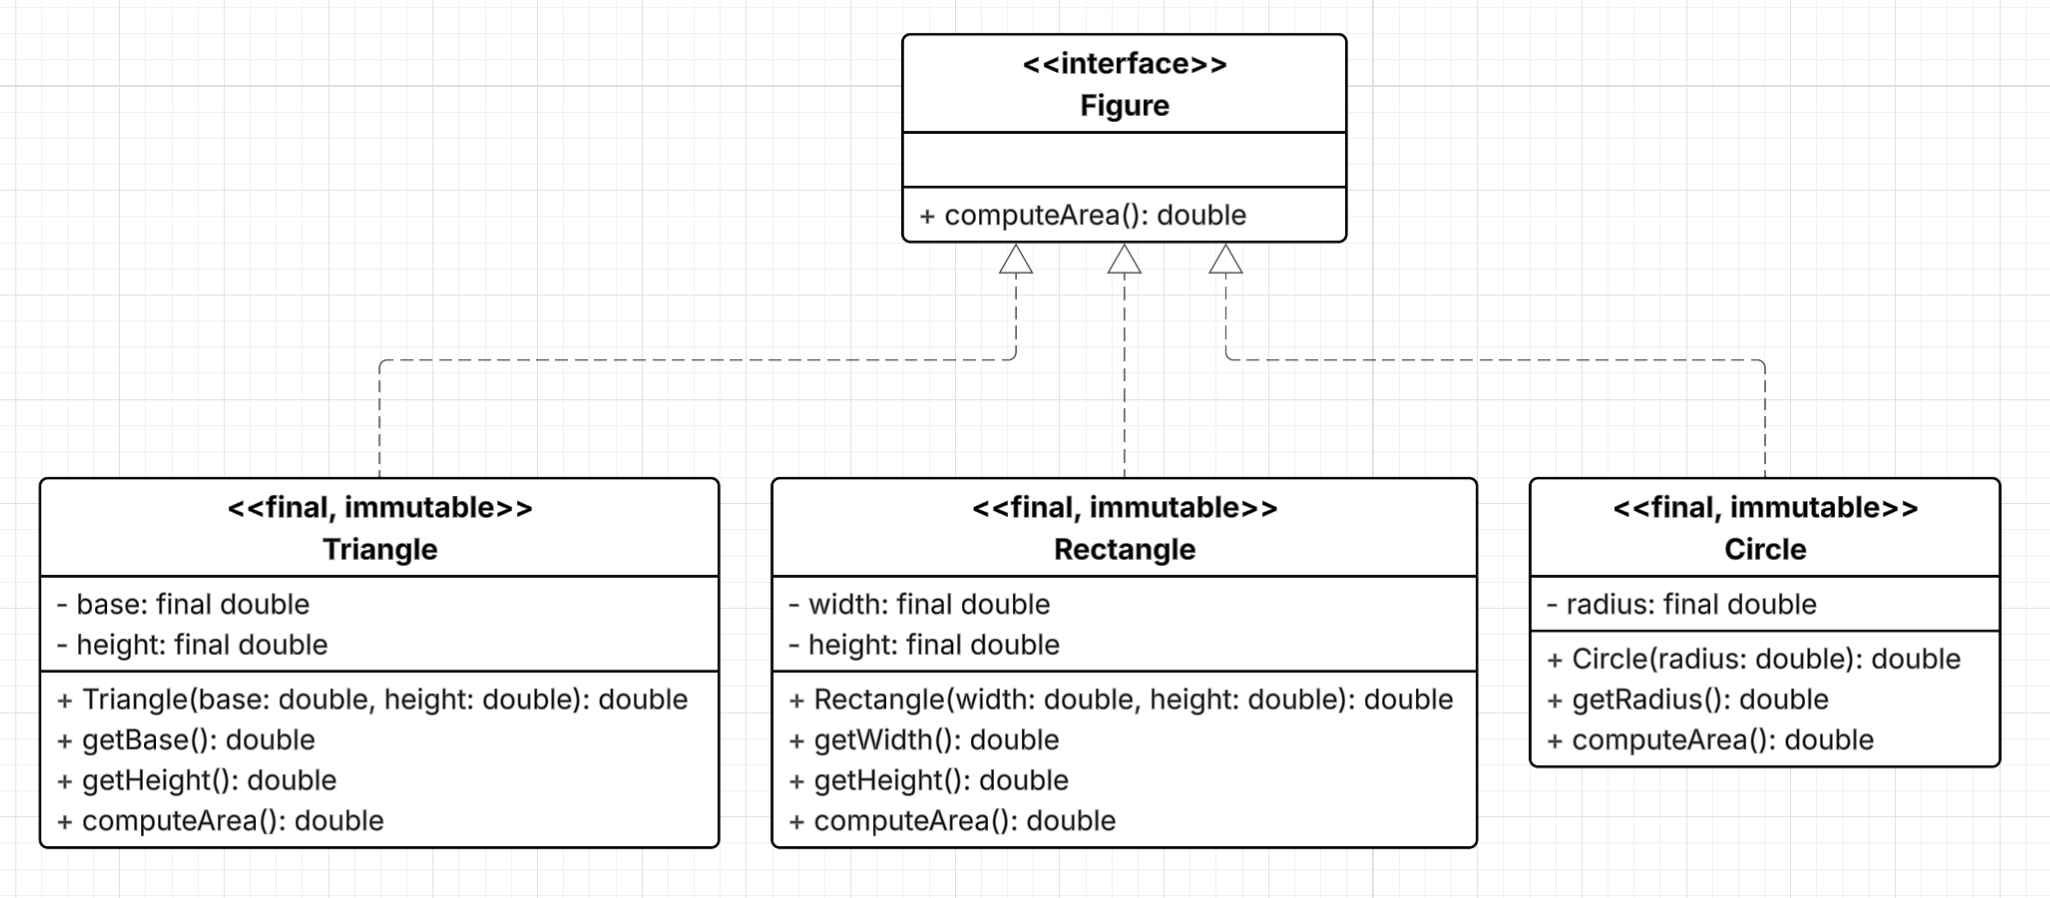 <<interface>>
Figure
+ computeArea(): double
<<final, immutable>>
Triangle
- base: final double
- height: final double
+ Triangle(base: double, height: double): double
+ getBase(): double
+ getHeight(): double
+ computeArea(): double
<<final, immutable>>
Rectangle
- width: final double
- height: final double
+ Rectangle(width: double, height: double): double
+ getWidth(): double
+ getHeight(): double
+ computeArea(): double
<<final, immutable>>
Circle
- radius: final double
+ Circle(radius: double): double
+ getRadius(): double
+ computeArea(): double